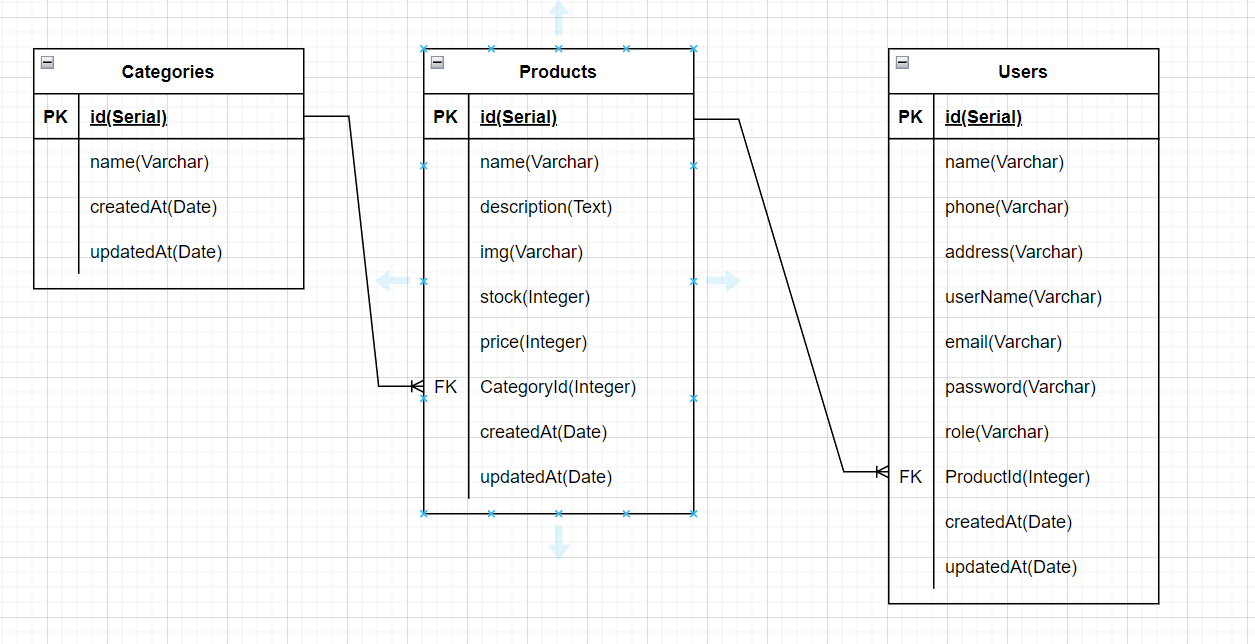 Categories
PK id(Serial)
name(Varchar)
createdAt(Date)
updatedAt(Date)
Products
PK id(Serial)
name(Varchar)
description(Text)
img(Varchar)
stock(Integer)
price(Integer)
FK CategoryId(Integer)
createdAt(Date)
updatedAt(Date)
Users
PK id(Serial)
name(Varchar)
phone(Varchar)
address(Varchar)
userName(Varchar)
email(Varchar)
password(Varchar)
role(Varchar)
FK ProductId(Integer)
createdAt(Date)
updatedAt(Date)